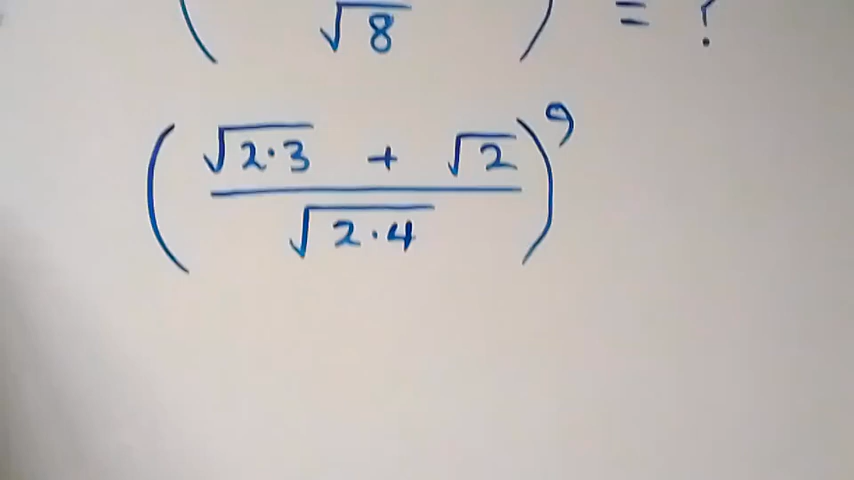 ( √8 ) = ?
( (√2·3 + √2) / √2·4 )⁹